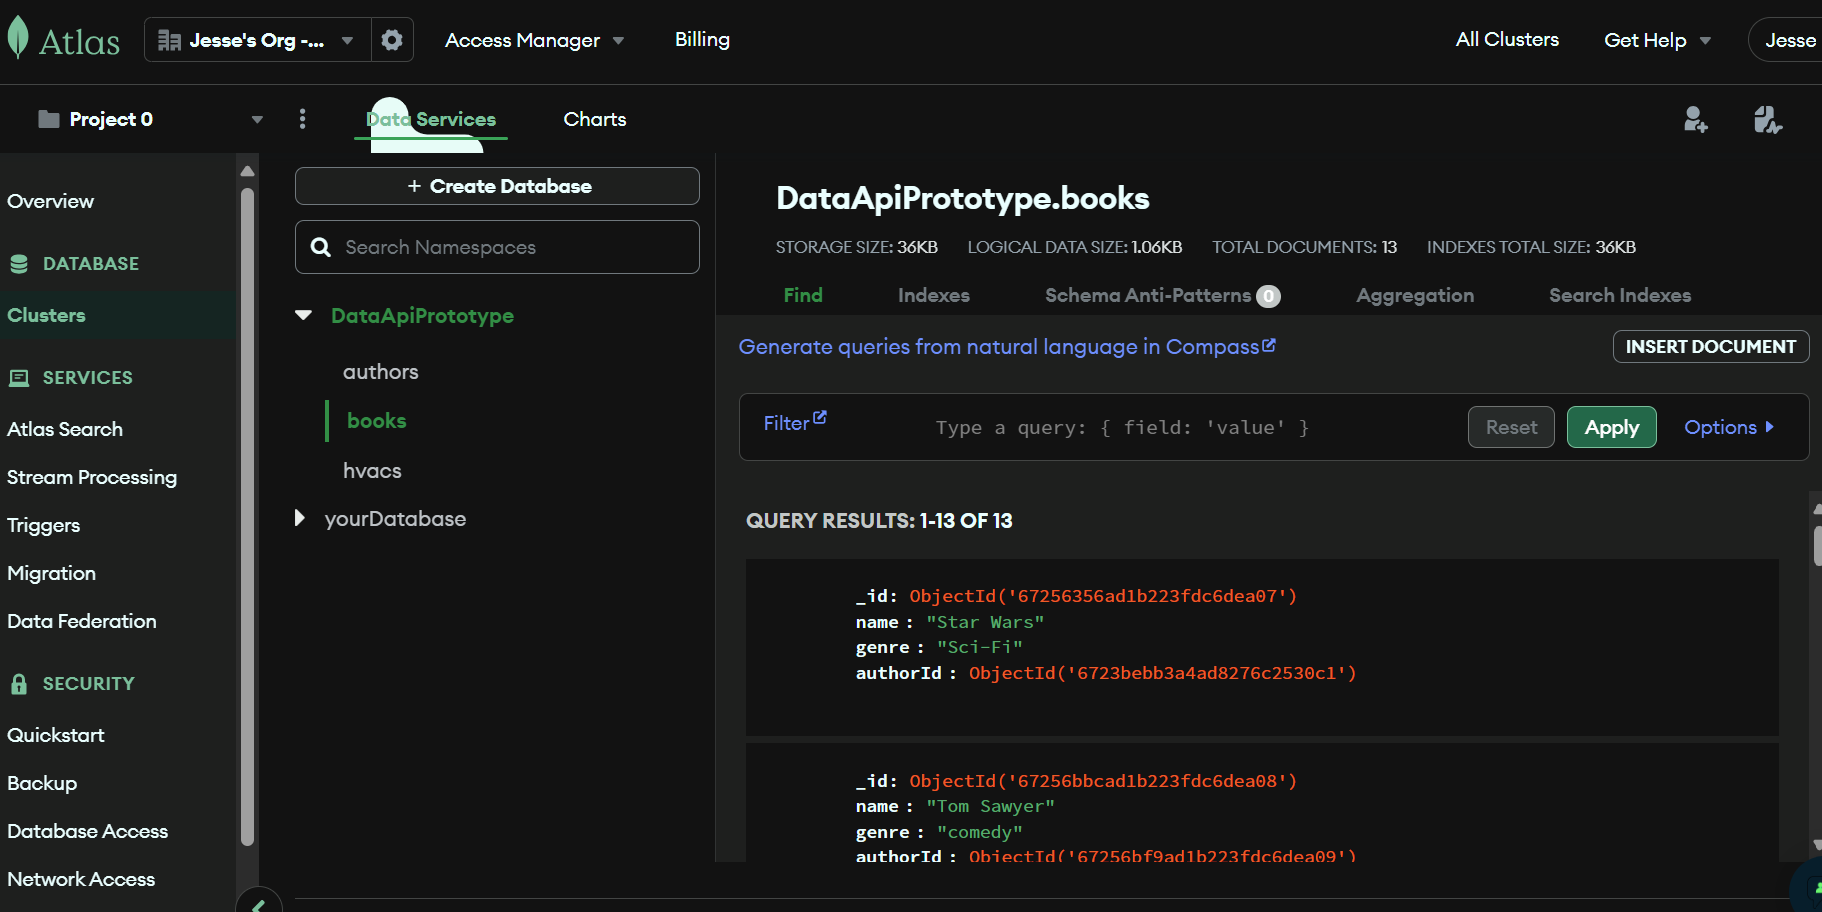 Atlas
Jesse's Org -...
Access Manager
Billing
All Clusters
Get Help
Jesse
Project 0
Data Services
Charts
Overview
DATABASE
Clusters
SERVICES
Atlas Search
Stream Processing
Triggers
Migration
Data Federation
SECURITY
Quickstart
Backup
Database Access
Network Access
+ Create Database
Search Namespaces
DataApiPrototype
authors
books
hvacs
yourDatabase
DataApiPrototype.books
STORAGE SIZE: 36KB LOGICAL DATA SIZE: 1.06KB TOTAL DOCUMENTS: 13 INDEXES TOTAL SIZE: 36KB
Find Indexes Schema Anti-Patterns 0 Aggregation Search Indexes
Generate queries from natural language in Compass
INSERT DOCUMENT
Filter
Type a query: { field: 'value' }
Reset
Apply
Options
QUERY RESULTS: 1-13 OF 13
_id: ObjectId('67256356ad1b223fdc6dea07')
name : "Star Wars"
genre : "Sci-Fi"
authorId : ObjectId('6723bebb3a4ad8276c2530c1')
_id: ObjectId('67256bbcad1b223fdc6dea08')
name : "Tom Sawyer"
genre : "comedy"
authorId : ObjectId('67256bf9ad1b223fdc6dea09')